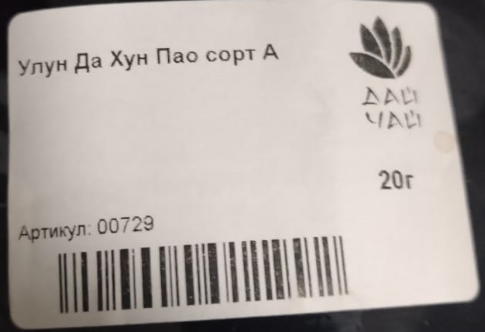 Улун Да Хун Пао сорт А
ДАЙ
ЧАЙ
20г
Артикул: 00729